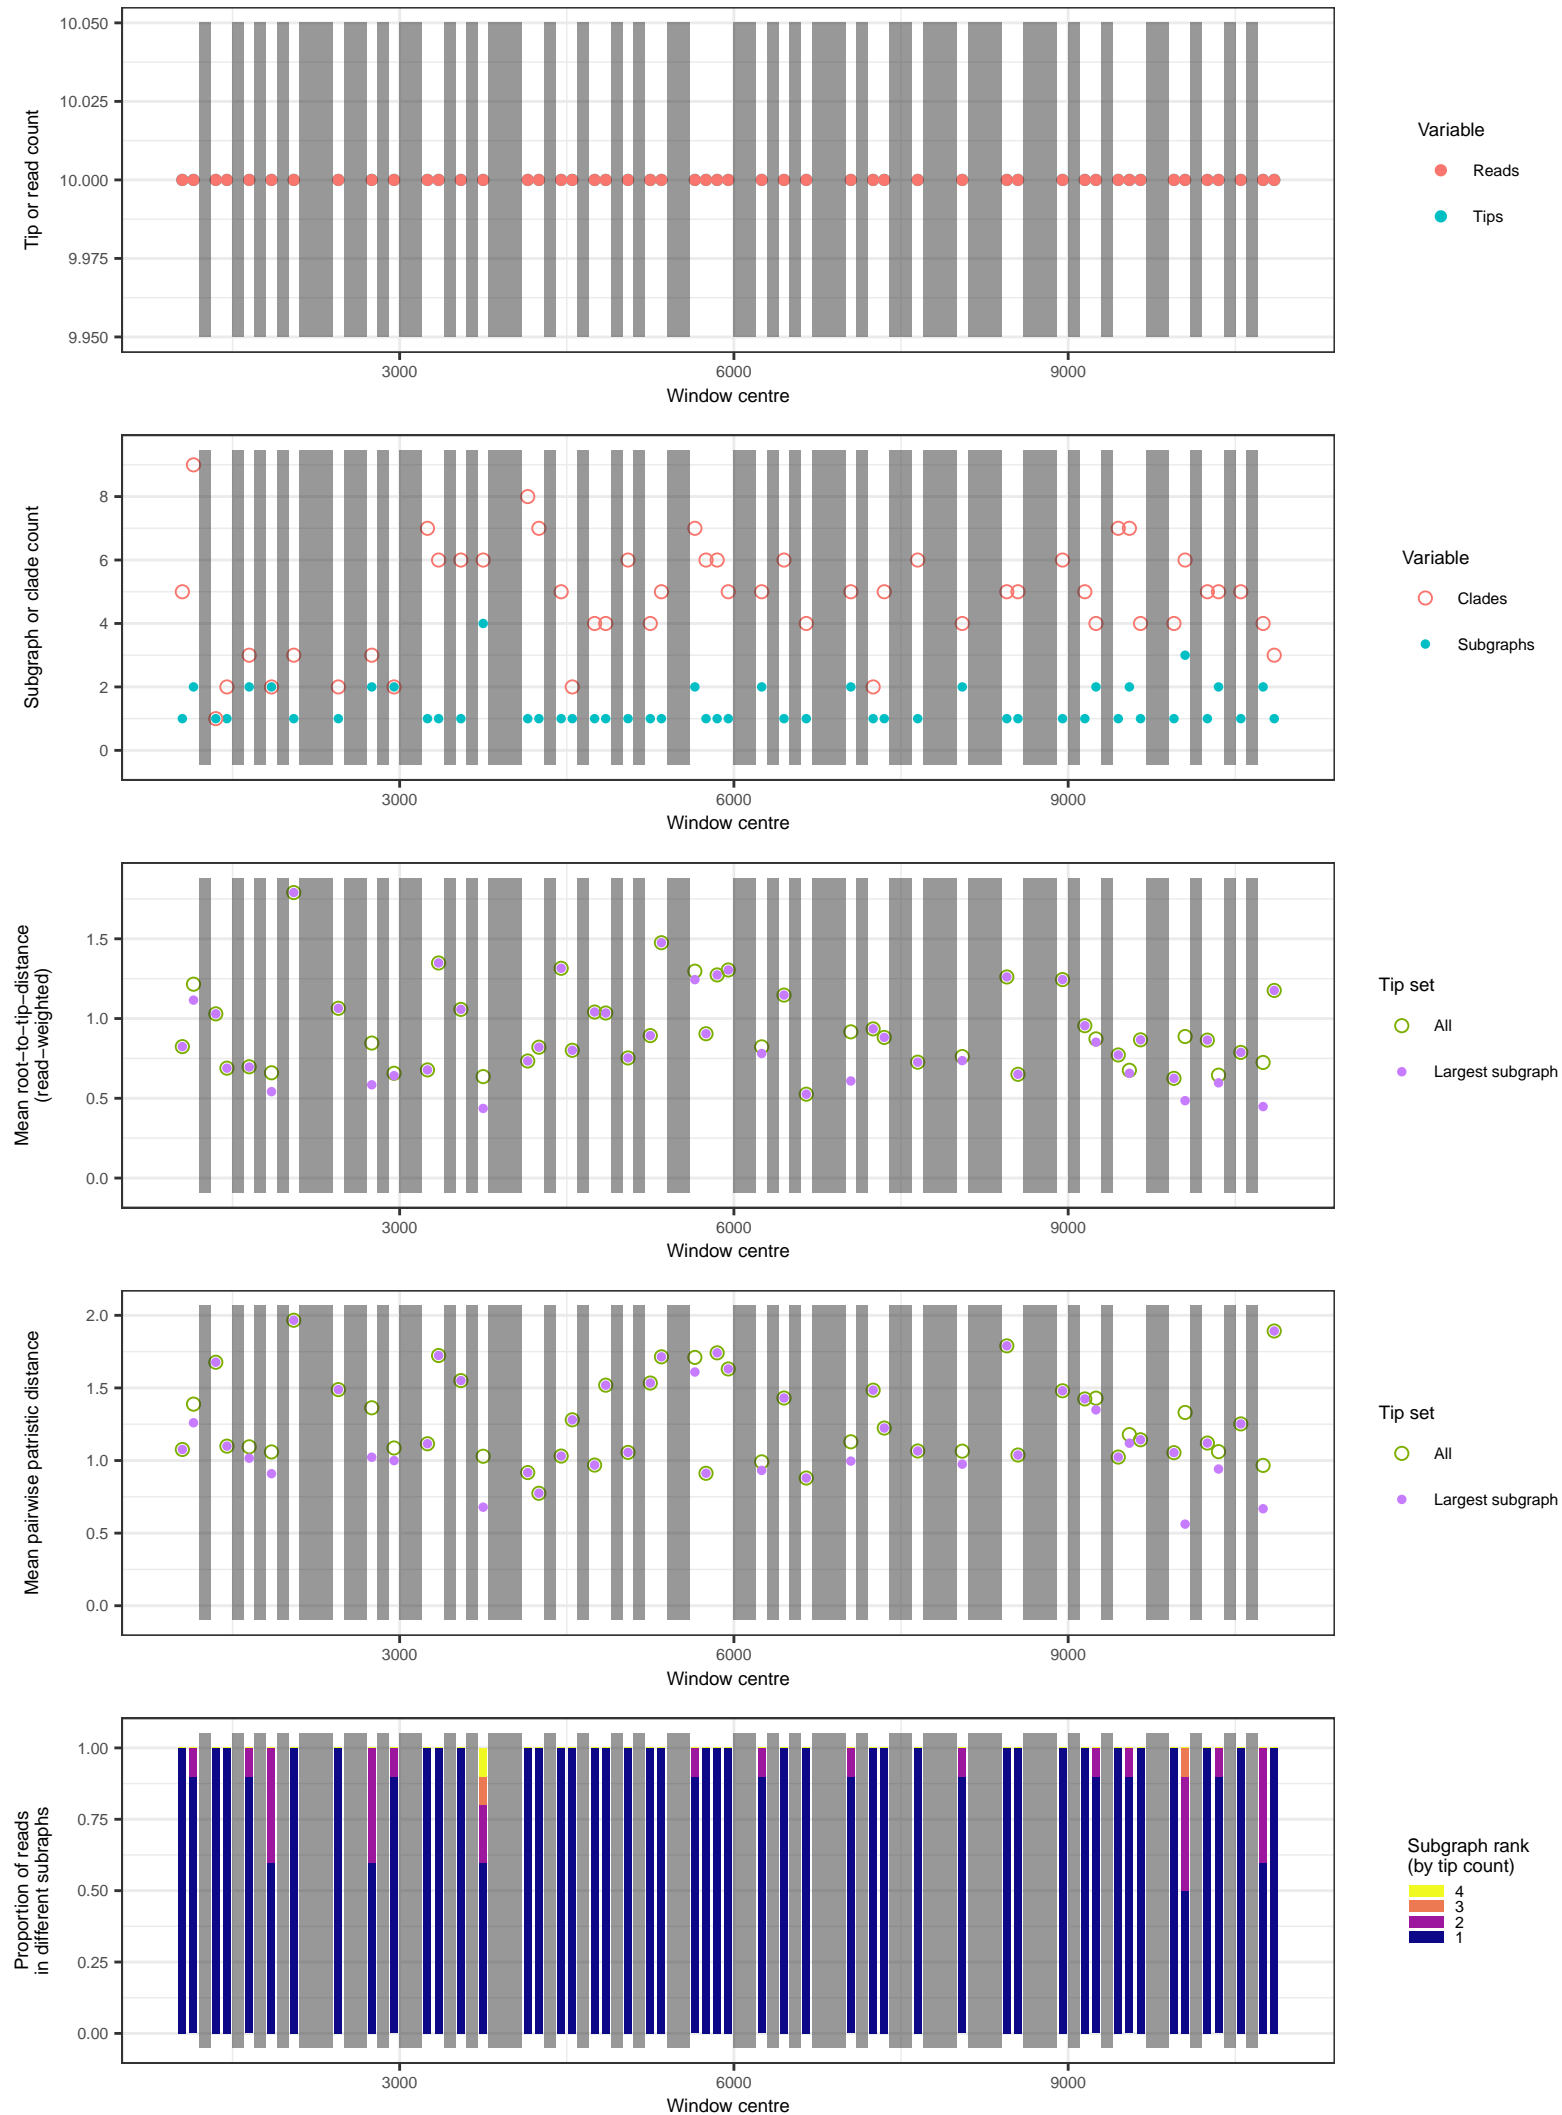 10.050
10.025
10.000
9.975
9.950
Tip or read count
3000
6000
9000
Window centre
Variable
Reads
Tips
8
6
4
2
0
Subgraph or clade count
3000
6000
9000
Window centre
Variable
Clades
Subgraphs
1.5
1.0
0.5
0.0
Mean root−to−tip−distance
(read−weighted)
3000
6000
9000
Window centre
Tip set
All
Largest subgraph
2.0
1.5
1.0
0.5
0.0
Mean pairwise patristic distance
3000
6000
9000
Window centre
Tip set
All
Largest subgraph
1.00
0.75
0.50
0.25
0.00
Proportion of reads
in different subraphs
3000
6000
9000
Window centre
Subgraph rank
(by tip count)
4
3
2
1